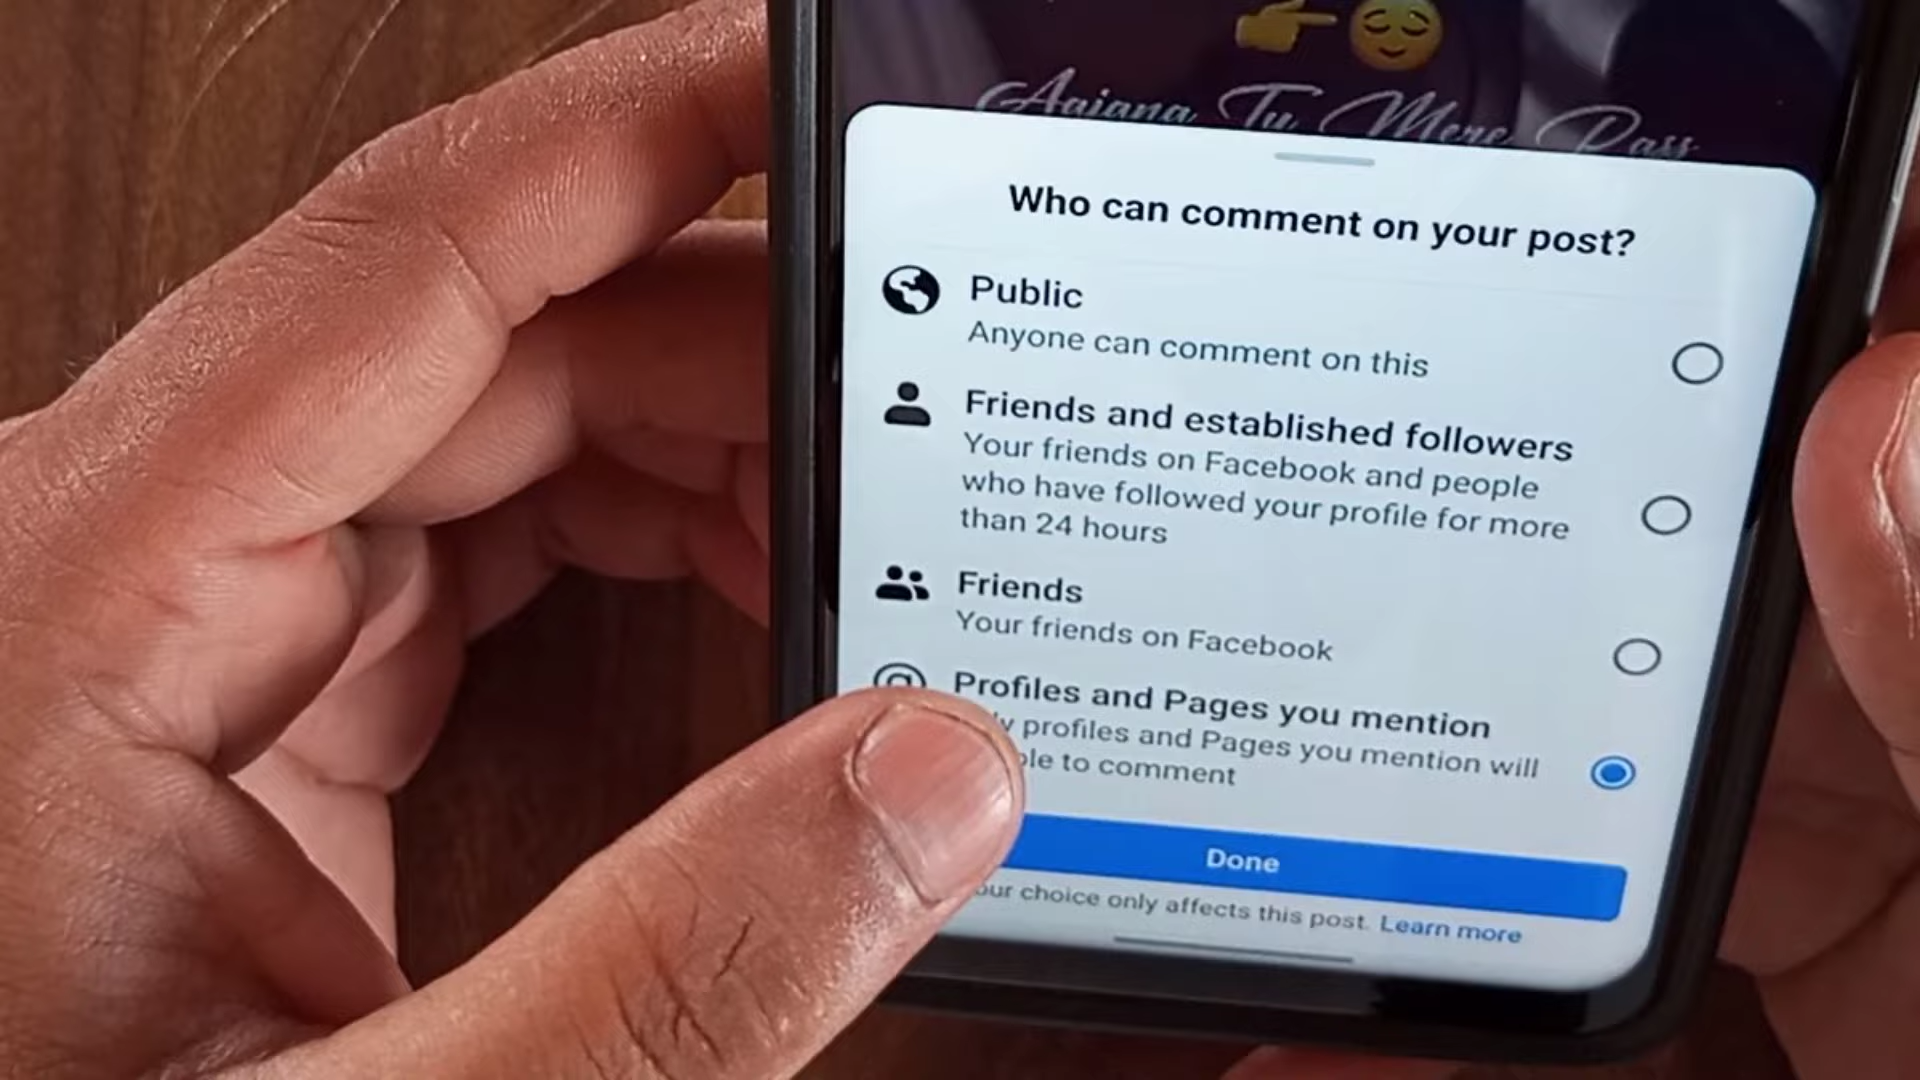 Aaiana Tu Mere Pass
Who can comment on your post?
Public
Anyone can comment on this
Friends and established followers
Your friends on Facebook and people
who have followed your profile for more
than 24 hours
Friends
Your friends on Facebook
Profiles and Pages you mention
profiles and Pages you mention will
to comment
Done
choice only affects this post. Learn more